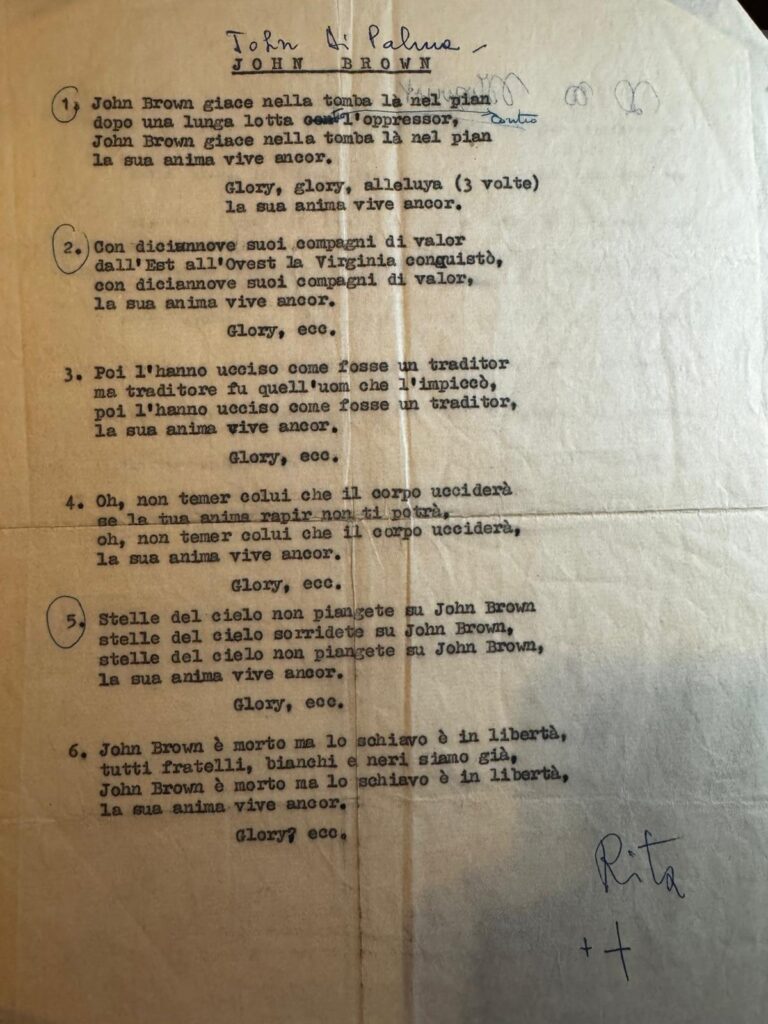 John Di Palma -
JOHN BROWN
1. John Brown giace nella tomba là nel pian
dopo una lunga lotta cont l'oppressor, contro
John Brown giace nella tomba là nel pian
la sua anima vive ancor.
Glory, glory, alleluya (3 volte)
la sua anima vive ancor.
2. Con diciannove suoi compagni di valor
dall'Est all'Ovest la Virginia conquistò,
con diciannove suoi compagni di valor,
la sua anima vive ancor.
Glory, ecc.
3. Poi l'hanno ucciso come fosse un traditor
ma traditore fu quell'uom che l'impiccò,
poi l'hanno ucciso come fosse un traditor,
la sua anima vive ancor.
Glory, ecc.
4. Oh, non temer colui che il corpo ucciderà
se la tua anima rapir non ti potrà,
oh, non temer colui che il corpo ucciderà,
la sua anima vive ancor.
Glory, ecc.
5. Stelle del cielo non piangete su John Brown
stelle del cielo sorridete su John Brown,
stelle del cielo non piangete su John Brown,
la sua anima vive ancor.
Glory, ecc.
6. John Brown è morto ma lo schiavo è in libertà,
tutti fratelli, bianchi e neri siamo già,
John Brown è morto ma lo schiavo è in libertà,
la sua anima vive ancor.
Glory? ecc.
Rita
++